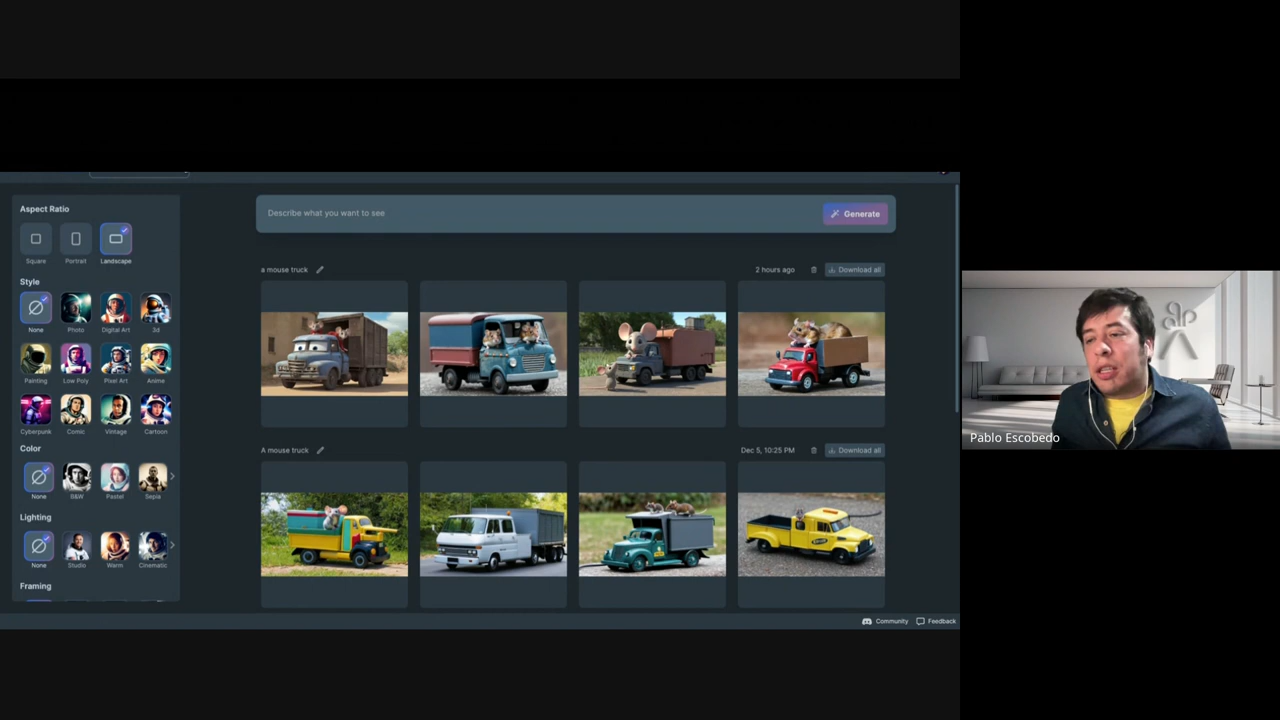 Aspect Ratio
Square
Portrait
Landscape
Style
None
Photo
Digital Art
3d
Painting
Low Poly
Pixel Art
Anime
Cyberpunk
Comic
Vintage
Cartoon
Color
None
B&W
Pastel
Sepia
Lighting
None
Studio
Warm
Cinematic
Framing
Describe what you want to see
Generate
a mouse truck
2 hours ago
Download all
A mouse truck
Dec 5, 10:25 PM
Download all
Community
Feedback
Pablo Escobedo